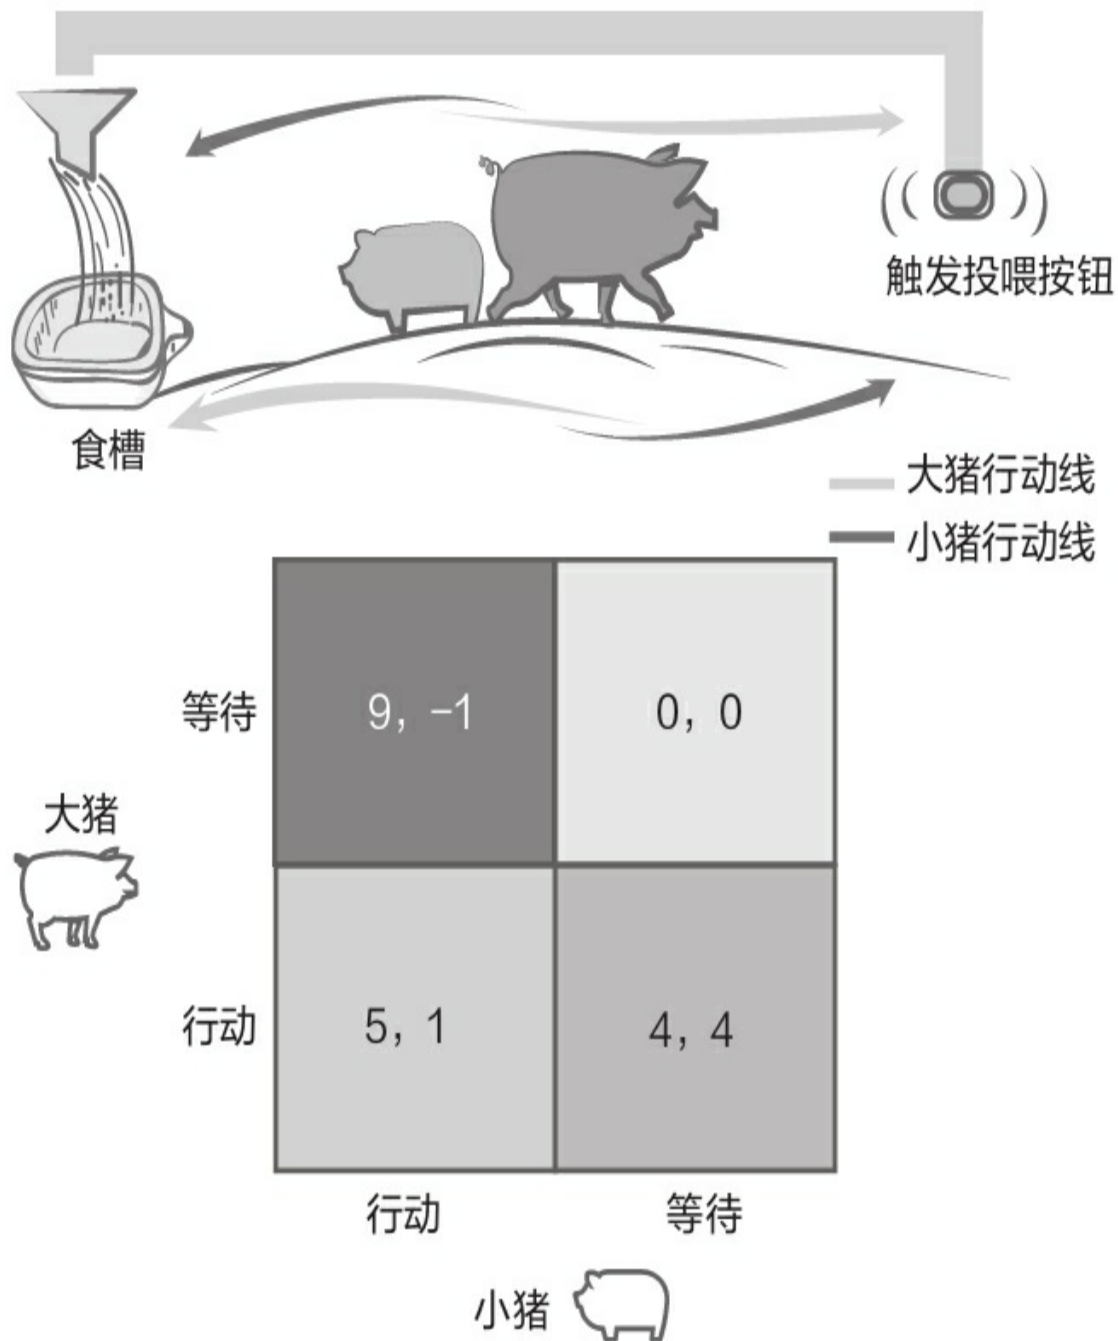 触发投喂按钮
食槽
大猪行动线
小猪行动线
等待
9, -1
0, 0
大猪
行动
5, 1
4, 4
行动
等待
小猪